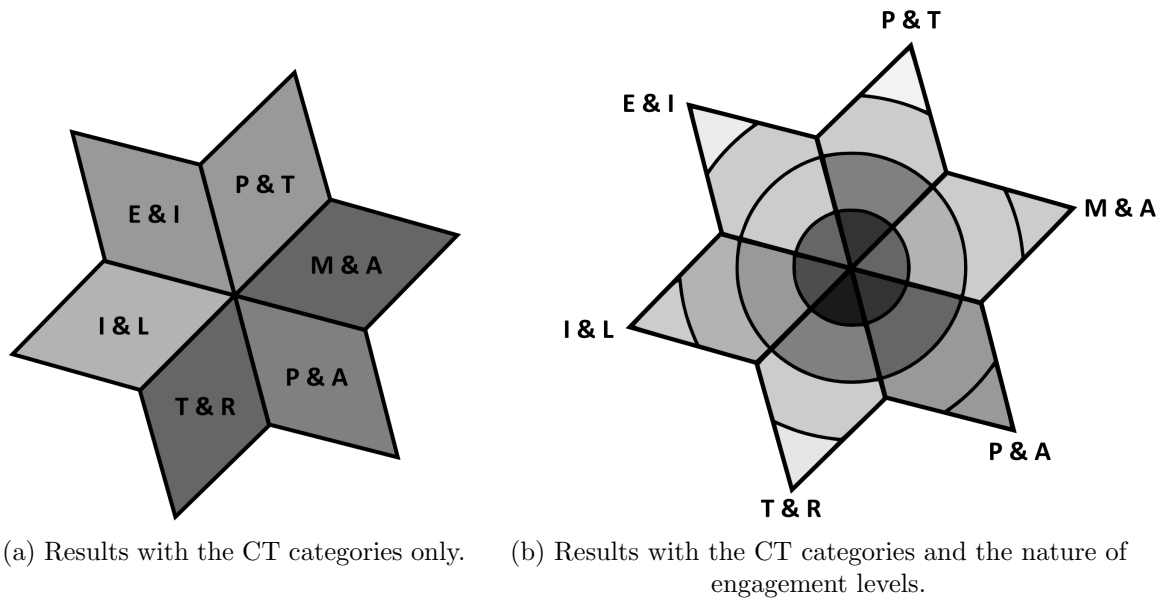 P & T
E & I
M & A
I & L
P & A
T & R
(a) Results with the CT categories only.
P & T
E & I
M & A
I & L
P & A
T & R
(b) Results with the CT categories and the nature of
engagement levels.